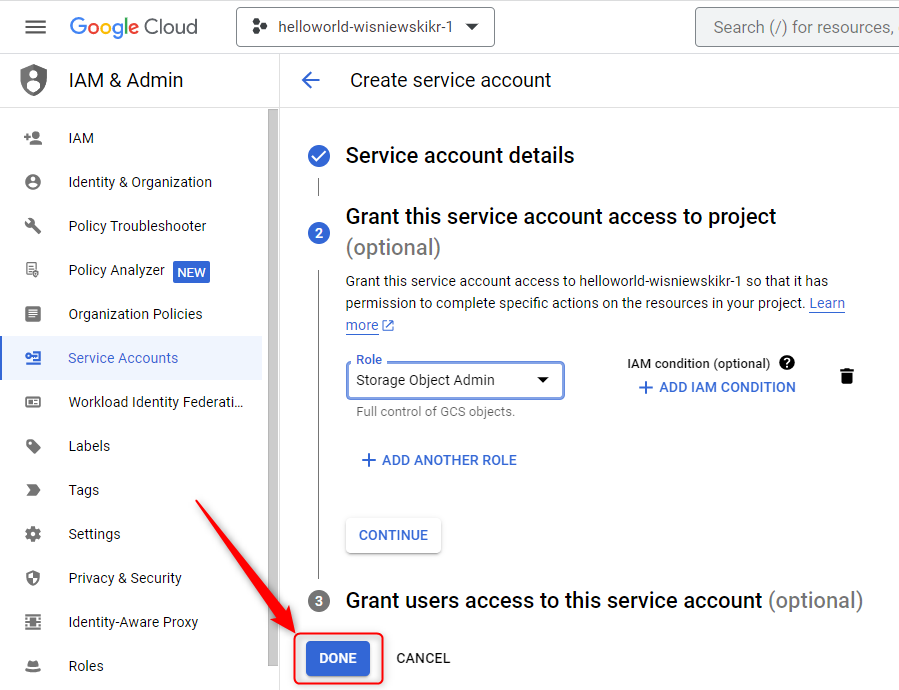 Google Cloud
helloworld-wisniewskikr-1
Search (/) for resources,
IAM & Admin
IAM
Identity & Organization
Policy Troubleshooter
Policy Analyzer NEW
Organization Policies
Service Accounts
Workload Identity Federati...
Labels
Tags
Settings
Privacy & Security
Identity-Aware Proxy
Roles
Create service account
Service account details
2
Grant this service account access to project
(optional)
Grant this service account access to helloworld-wisniewskikr-1 so that it has
permission to complete specific actions on the resources in your project. Learn
more
Role
Storage Object Admin
Full control of GCS objects.
IAM condition (optional) ?
+ ADD IAM CONDITION
+ ADD ANOTHER ROLE
CONTINUE
3 Grant users access to this service account (optional)
DONE CANCEL